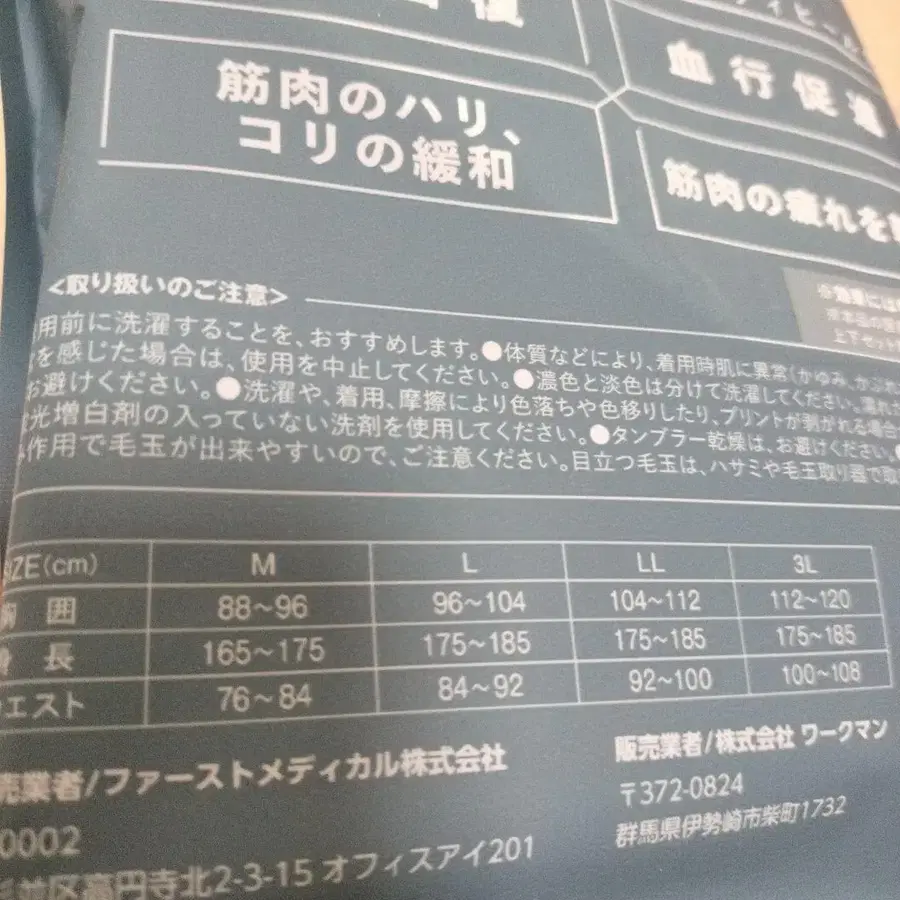 筋肉のハリ、
コリの緩和
血行促進
筋肉の疲れを
<取り扱いのご注意>
用前に洗濯することを、おすすめします。●体質などにより、着用時肌に異常(かゆみ、かぶれ
を感じた場合は、使用を中止してください。●濃色と淡色は分けて洗濯してください。濡れた
お避けください。●洗濯や、着用、摩擦により色落ちや色移りしたり、プリントが剥がれる場合
光増白剤の入っていない洗剤を使用してください。●タンブラー乾燥は、お避けください。
作用で毛玉が出来やすいので、ご注意ください。目立つ毛玉は、ハサミや毛玉取り器で取
上下セット
IZE(cm) M L LL 3L
胸囲 88~96 96~104 104~112 112~120
身長 165~175 175~185 175~185 175~185
エスト 76~84 84~92 92~100 100~108
売業者/ファーストメディカル株式会社
0002
並区高円寺北2-3-15 オフィスアイ201
販売業者/株式会社 ワークマン
〒372-0824
群馬県伊勢崎市柴町1732